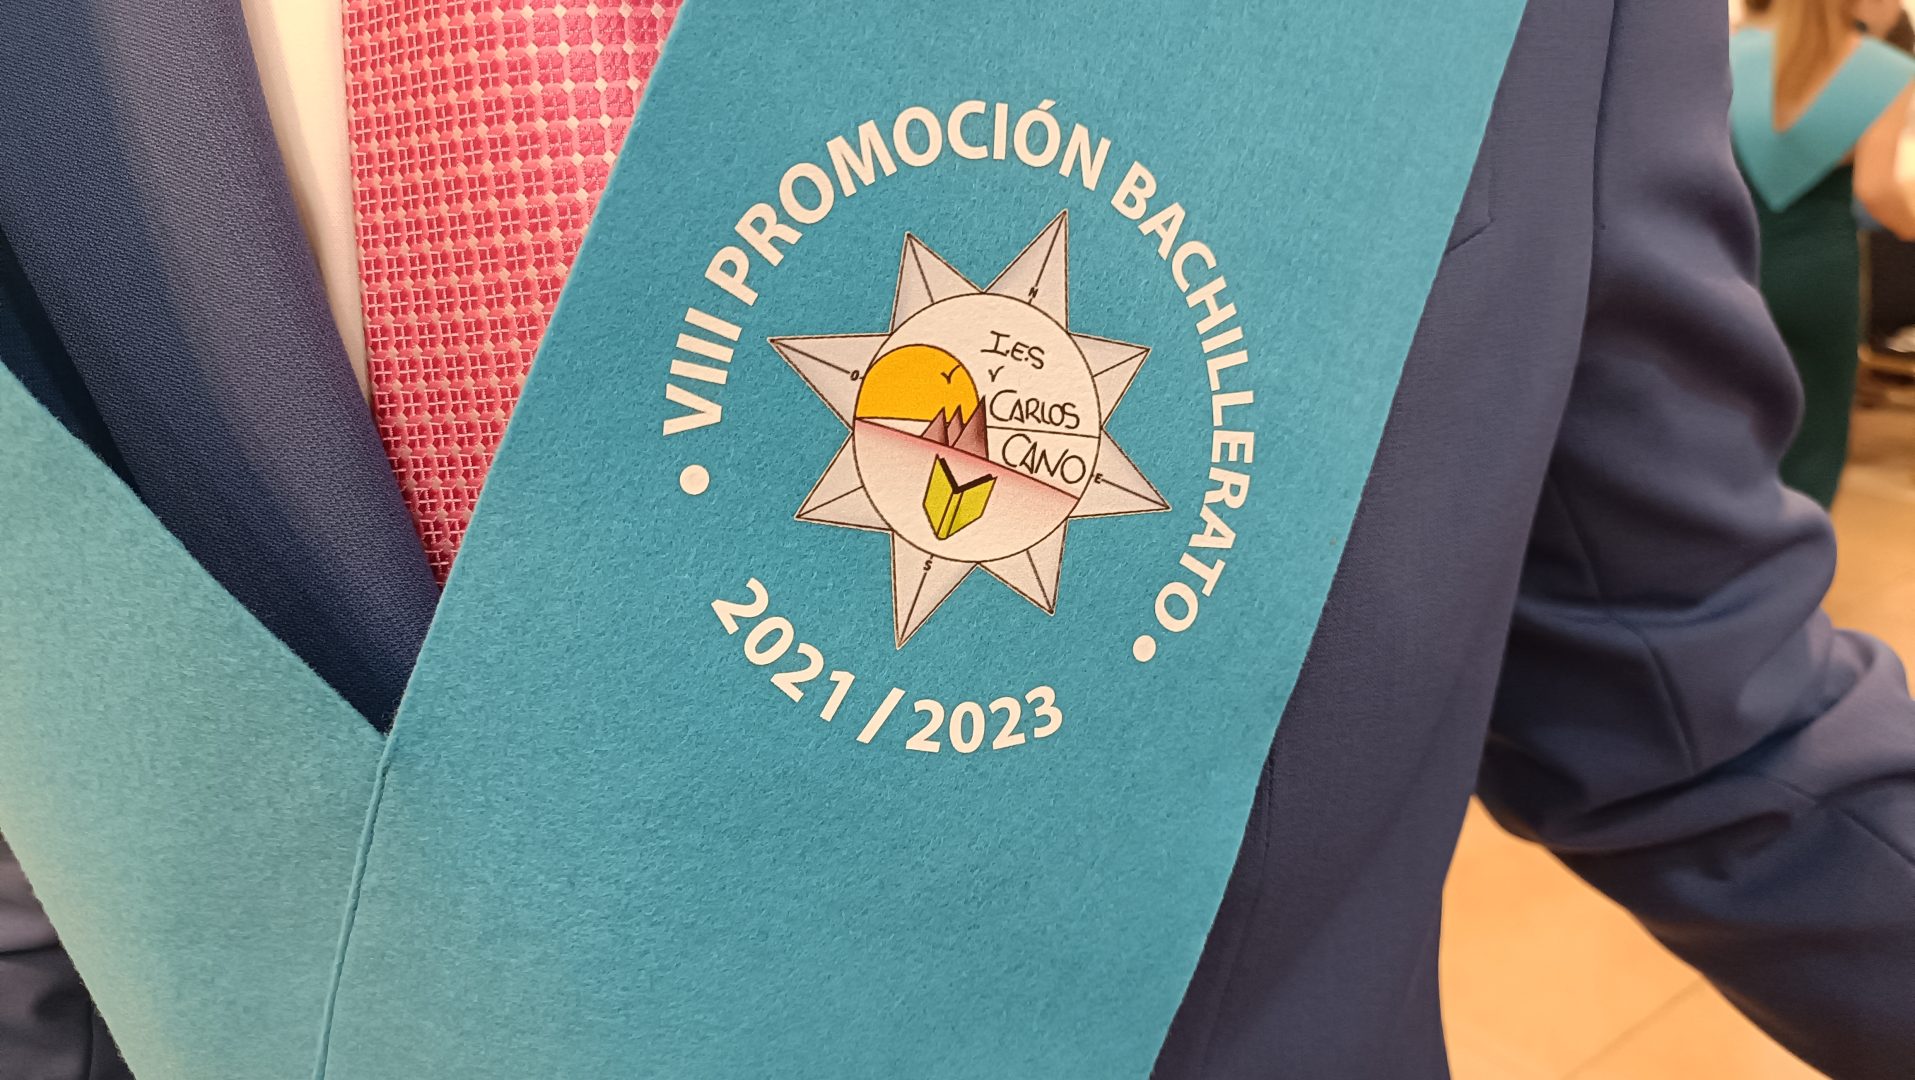 VIII PROMOCIÓN BACHILLERATO
N
I.E.S
CARLOS
CANO
O
E
S
2021 / 2023